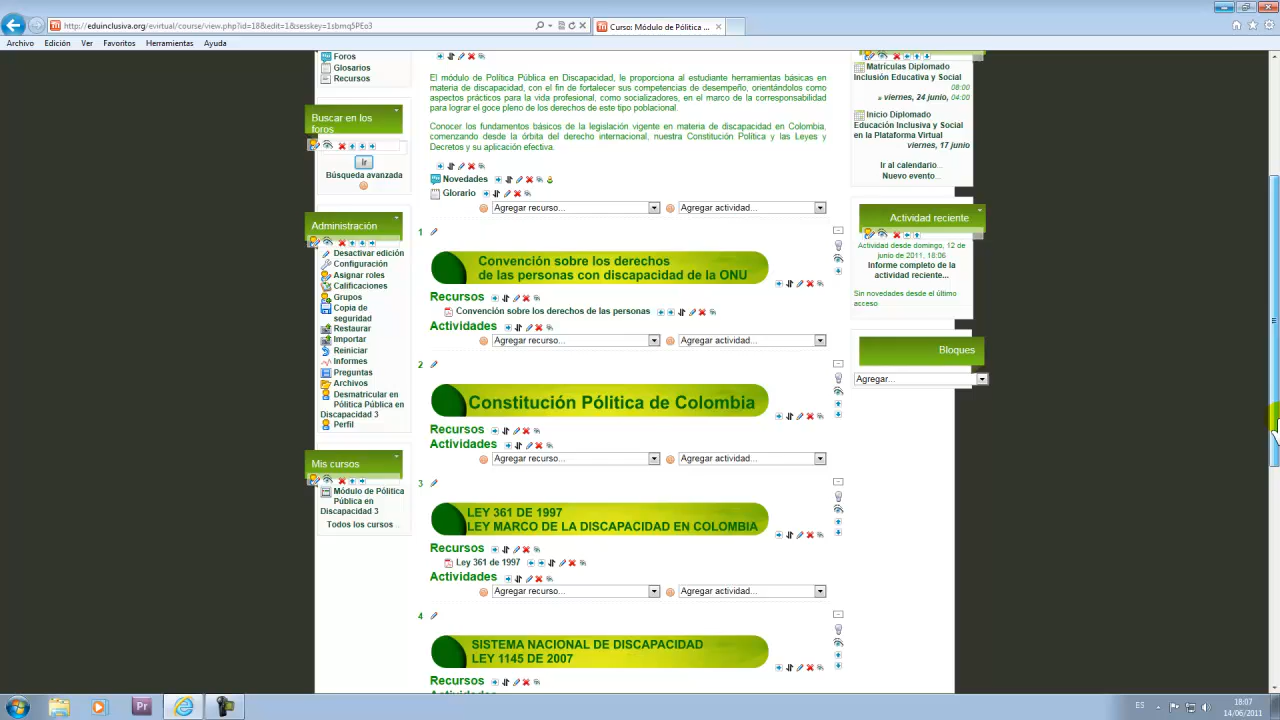 http://eduinclusiva.org/evirtual/course/view.php?id=18&edit=1&sesskey=1sbmq5PEo3
Curso: Módulo de Pólitica ...
Archivo Edición Ver Favoritos Herramientas Ayuda
Foros
Glosarios
Recursos
Buscar en los
foros
Ir
Búsqueda avanzada
Administración
Desactivar edición
Configuración
Asignar roles
Calificaciones
Grupos
Copia de
seguridad
Restaurar
Importar
Reiniciar
Informes
Preguntas
Archivos
Desmatricular en
Pólitica Pública en
Discapacidad 3
Perfil
Mis cursos
Módulo de Pólitica
Pública en
Discapacidad 3
Todos los cursos...
El módulo de Política Pública en Discapacidad, le proporciona al estudiante herramientas básicas en
materia de discapacidad, con el fin de fortalecer sus competencias de desempeño, orientándolos como
aspectos prácticos para la vida profesional, como socializadores, en el marco de la corresponsabilidad
para lograr el goce pleno de los derechos de este tipo poblacional.
Conocer los fundamentos básicos de la legislación vigente en materia de discapacidad en Colombia,
comenzando desde la órbita del derecho internacional, nuestra Constitución Política y las Leyes y
Decretos y su aplicación efectiva.
Novedades
Glorario
Agregar recurso... Agregar actividad...
1
Convención sobre los derechos
de las personas con discapacidad de la ONU
Recursos
Convención sobre los derechos de las personas
Actividades
Agregar recurso... Agregar actividad...
2
Constitución Pólitica de Colombia
Recursos
Actividades
Agregar recurso... Agregar actividad...
3
LEY 361 DE 1997
LEY MARCO DE LA DISCAPACIDAD EN COLOMBIA
Recursos
Ley 361 de 1997
Actividades
Agregar recurso... Agregar actividad...
4
SISTEMA NACIONAL DE DISCAPACIDAD
LEY 1145 DE 2007
Recursos
Matrículas Diplomado
Inclusión Educativa y Social
08:00
» viernes, 24 junio, 04:00
Inicio Diplomado
Educación Inclusiva y Social
en la Plataforma Virtual
viernes, 17 junio
Ir al calendario...
Nuevo evento...
Actividad reciente
Actividad desde domingo, 12 de
junio de 2011, 18:06
Informe completo de la
actividad reciente...
Sin novedades desde el último
acceso
Bloques
Agregar...
Pr
ES
18:07
14/06/2011